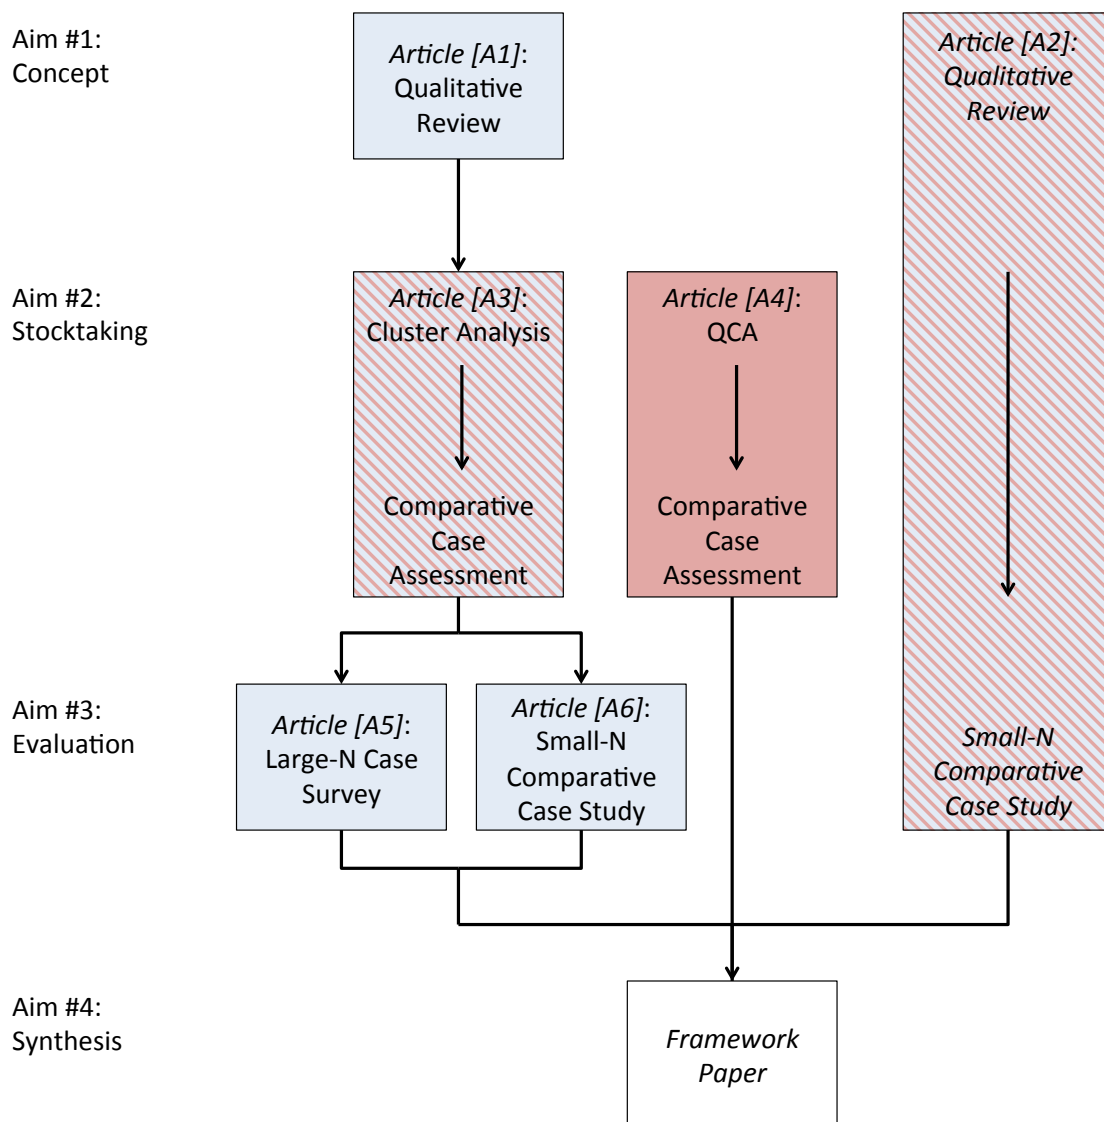 Aim #1:
Concept
Article [A1]:
Qualitative
Review
Article [A2]:
Qualitative
Review
Aim #2:
Stocktaking
Article [A3]:
Cluster Analysis
Comparative
Case
Assessment
Article [A4]:
QCA
Comparative
Case
Assessment
Aim #3:
Evaluation
Article [A5]:
Large-N Case
Survey
Article [A6]:
Small-N
Comparative
Case Study
Small-N
Comparative
Case Study
Aim #4:
Synthesis
Framework
Paper